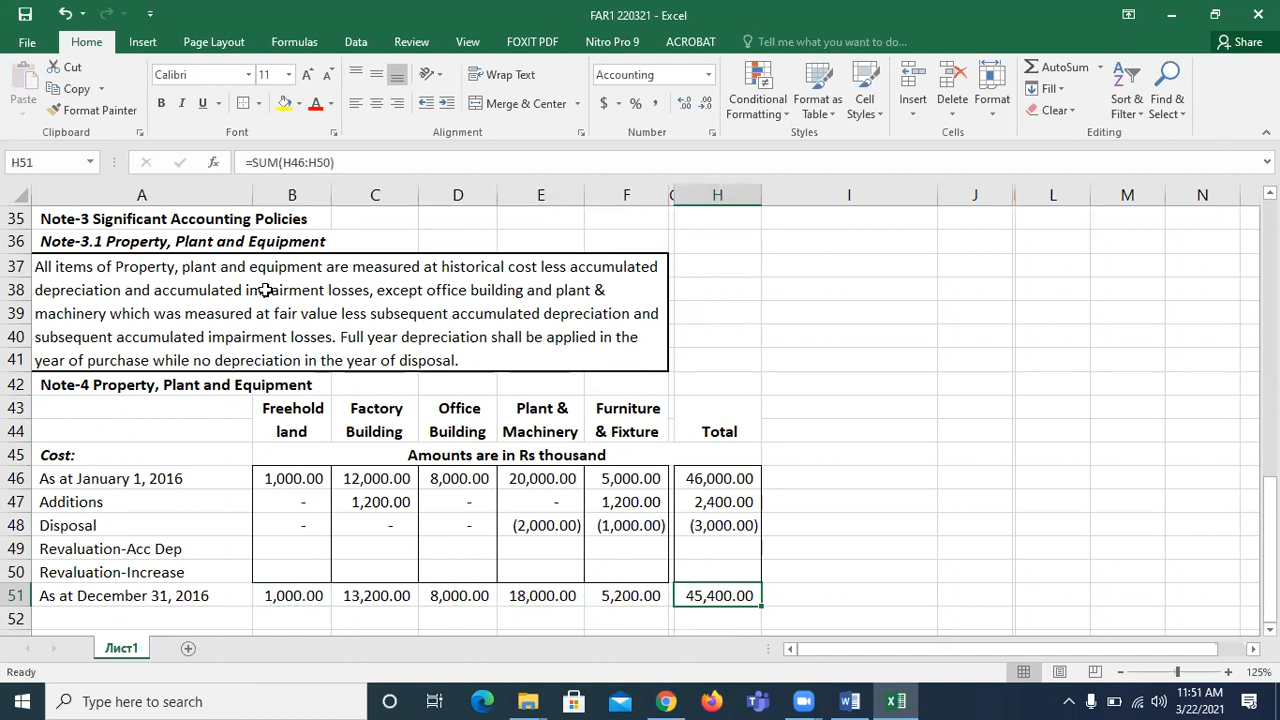 FAR1 220321 - Excel
File Home Insert Page Layout Formulas Data Review View FOXIT PDF Nitro Pro 9 ACROBAT Tell me what you want to do... Share
Paste Cut Copy Format Painter
Calibri 11 B I U A
Wrap Text Merge & Center
Accounting $ %
Conditional Formatting Format as Table Cell Styles
Insert Delete Format
AutoSum Fill Clear
Sort & Filter Find & Select
Clipboard Font Alignment Number Styles Cells Editing
H51 fx =SUM(H46:H50)
A B C D E F H I J L M N
35 Note-3 Significant Accounting Policies
36 Note-3.1 Property, Plant and Equipment
37 All items of Property, plant and equipment are measured at historical cost less accumulated
38 depreciation and accumulated impairment losses, except office building and plant &
39 machinery which was measured at fair value less subsequent accumulated depreciation and
40 subsequent accumulated impairment losses. Full year depreciation shall be applied in the
41 year of purchase while no depreciation in the year of disposal.
42 Note-4 Property, Plant and Equipment
43 Freehold Factory Office Plant & Furniture
44 land Building Building Machinery & Fixture Total
45 Cost: Amounts are in Rs thousand
46 As at January 1, 2016 1,000.00 12,000.00 8,000.00 20,000.00 5,000.00 46,000.00
47 Additions - 1,200.00 - - 1,200.00 2,400.00
48 Disposal - - - (2,000.00) (1,000.00) (3,000.00)
49 Revaluation-Acc Dep
50 Revaluation-Increase
51 As at December 31, 2016 1,000.00 13,200.00 8,000.00 18,000.00 5,200.00 45,400.00
52
Лист1
Ready 125%
Type here to search 11:51 AM
3/22/2021